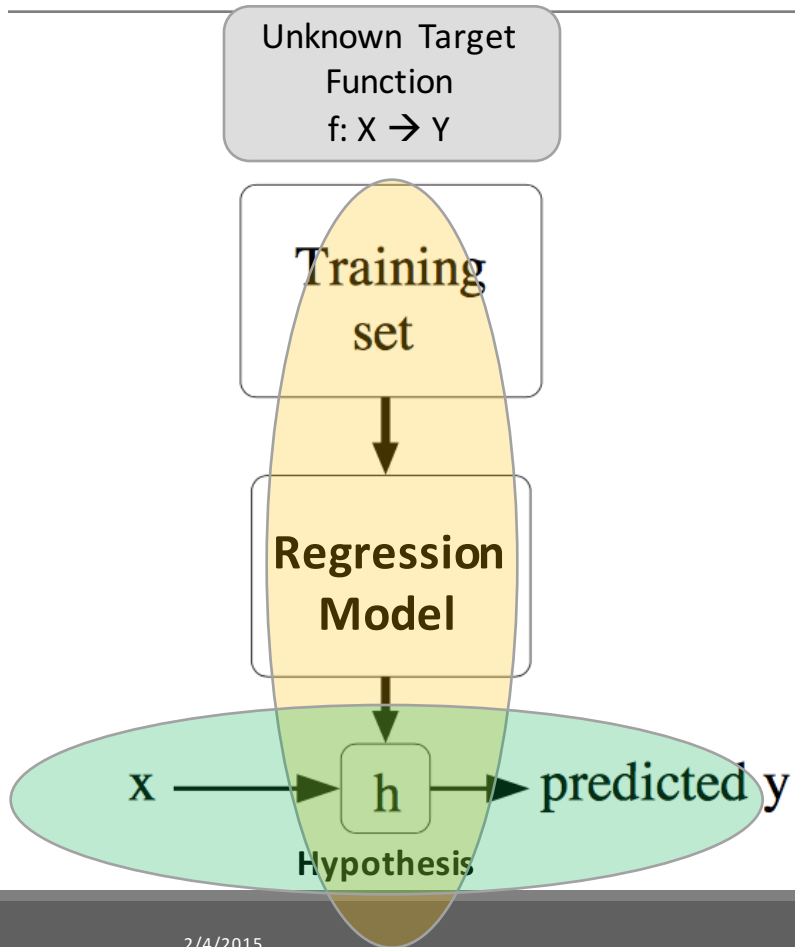 Unknown Target
Function
f: X → Y
Training
set
Regression
Model
x
h
predicted y
Hypothesis
2/4/2015